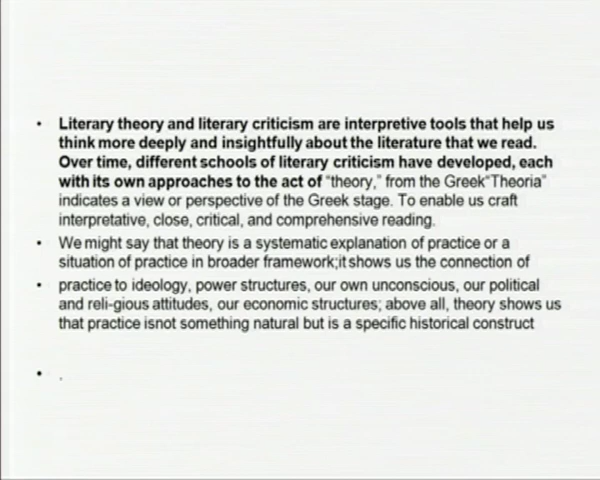 • Literary theory and literary criticism are interpretive tools that help us
think more deeply and insightfully about the literature that we read.
Over time, different schools of literary criticism have developed, each
with its own approaches to the act of “theory,” from the Greek“Theoria”
indicates a view or perspective of the Greek stage. To enable us craft
interpretative, close, critical, and comprehensive reading.
• We might say that theory is a systematic explanation of practice or a
situation of practice in broader framework;it shows us the connection of
• practice to ideology, power structures, our own unconscious, our political
and reli-gious attitudes, our economic structures; above all, theory shows us
that practice isnot something natural but is a specific historical construct
• .